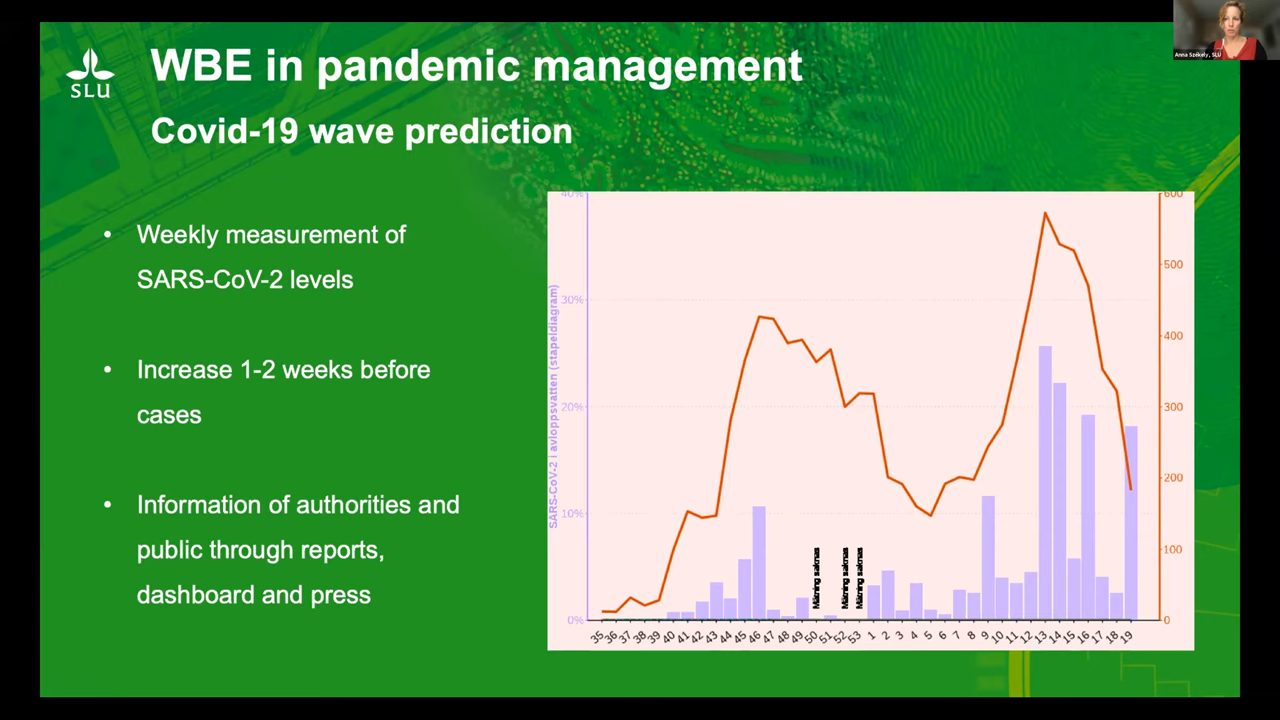 WBE in pandemic management
SLU
Covid-19 wave prediction
Anna Székely, SLU
• Weekly measurement of
SARS-CoV-2 levels
• Increase 1-2 weeks before
cases
• Information of authorities and
public through reports,
dashboard and press
SARS-CoV-2 i avloppsvatten (stapeldiagram)
40%
30%
20%
10%
0%
600
500
400
300
200
100
0
Mätning saknas
Mätning saknas
Mätning saknas
35 36 37 38 39 40 41 42 43 44 45 46 47 48 49 50 51 52 53 1 2 3 4 5 6 7 8 9 10 11 12 13 14 15 16 17 18 19